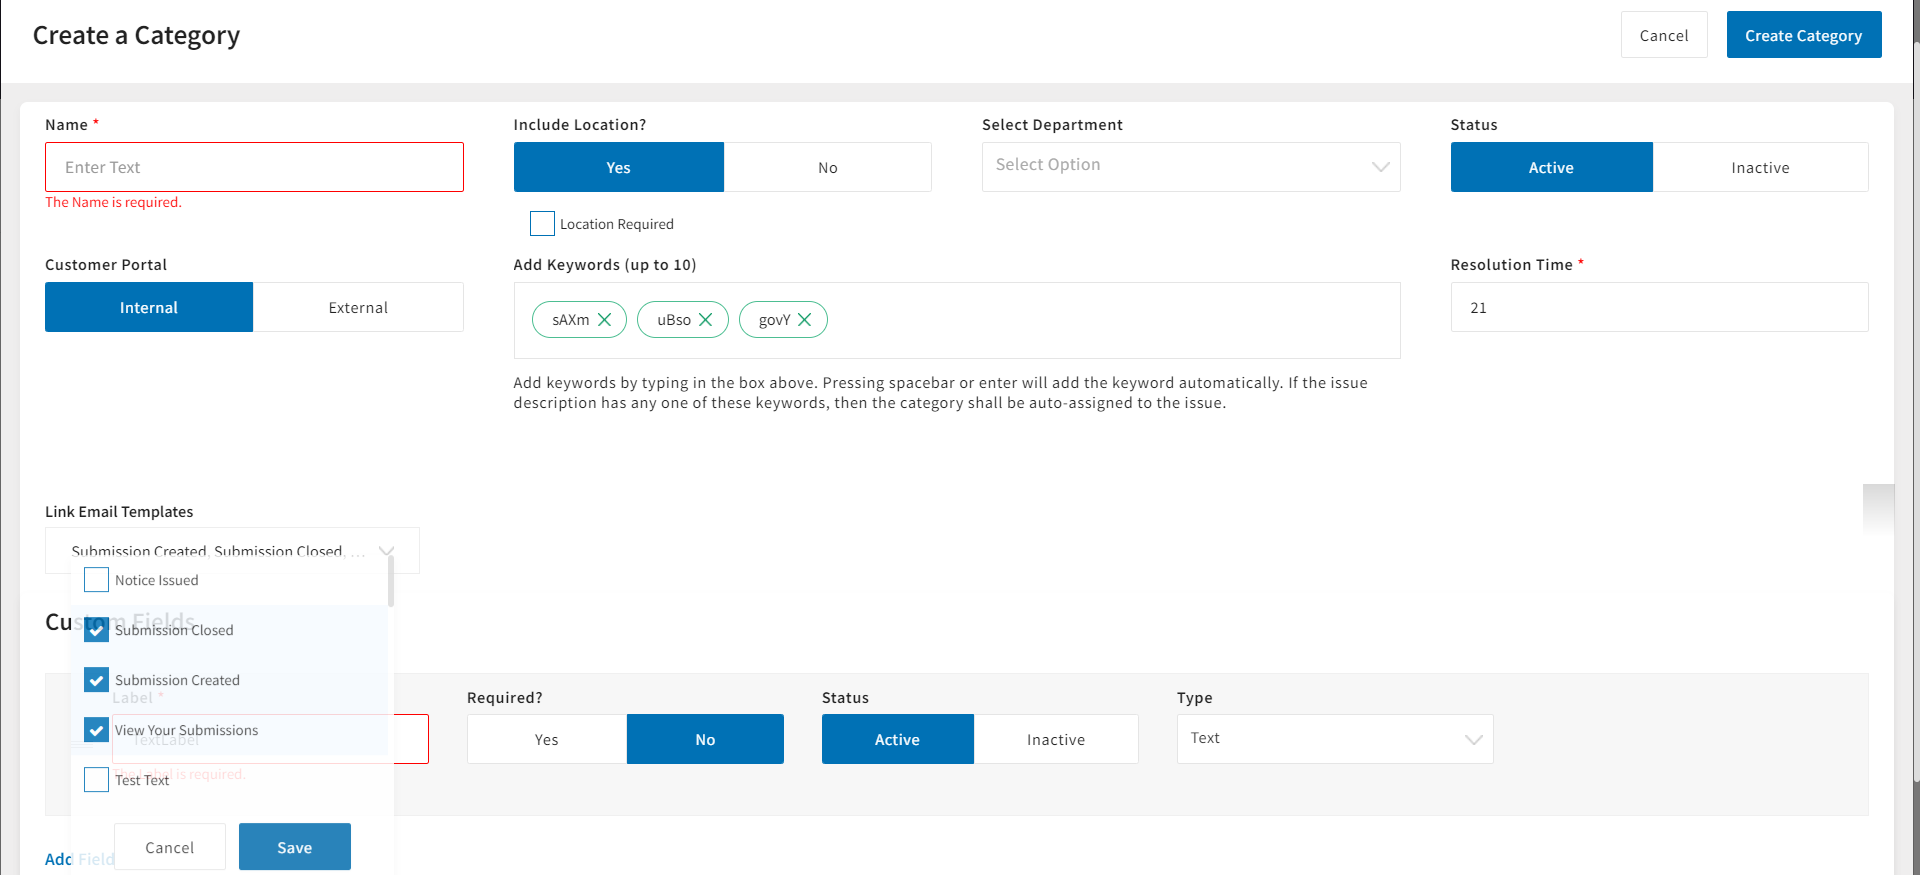 Create a Category
Cancel
Create Category
Name *
Include Location?
Select Department
Status
Enter Text
Yes
No
Select Option
Active
Inactive
The Name is required.
Location Required
Customer Portal
Add Keywords (up to 10)
Resolution Time *
Internal
External
sAXm
uBso
govY
21
Add keywords by typing in the box above. Pressing spacebar or enter will add the keyword automatically. If the issue
description has any one of these keywords, then the category shall be auto-assigned to the issue.
Link Email Templates
Submission Created, Submission Closed, ...
Notice Issued
Custom Fields
Submission Closed
Submission Created
Label *
Required?
Status
Type
View Your Submissions
TextLabel
Yes
No
Active
Inactive
Text
The Label is required.
Test Text
Cancel
Save
Add Field